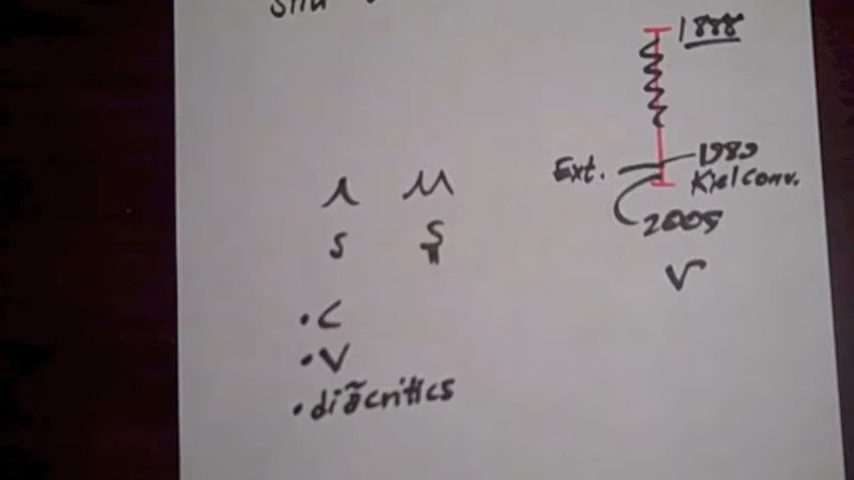 1888
1989
Ext.
Kiel Conv.
2005
ʌ ʍ
s s̪
ⱱ
• C
• V
• diacritics